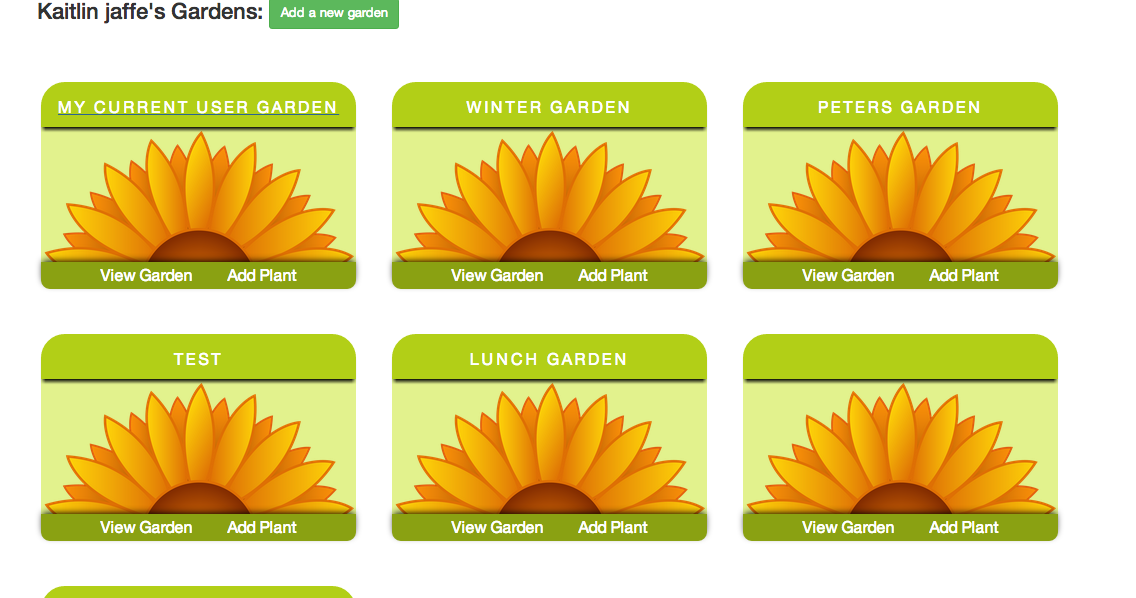 Kaitlin jaffe's Gardens: Add a new garden
MY CURRENT USER GARDEN
WINTER GARDEN
PETERS GARDEN
View Garden Add Plant
View Garden Add Plant
View Garden Add Plant
TEST
LUNCH GARDEN
View Garden Add Plant
View Garden Add Plant
View Garden Add Plant